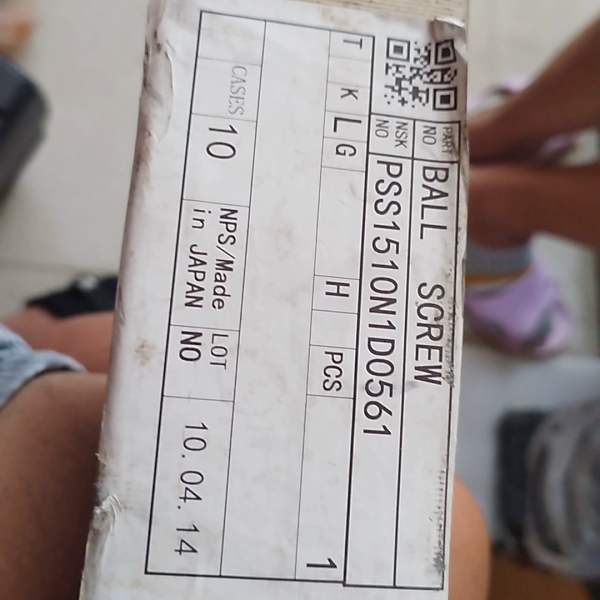 PART NO BALL SCREW
NSK NO PSS1510N1D0561
T K L G H PCS 1
CASES 10 NPS/Made in JAPAN LOT NO 10.04.14